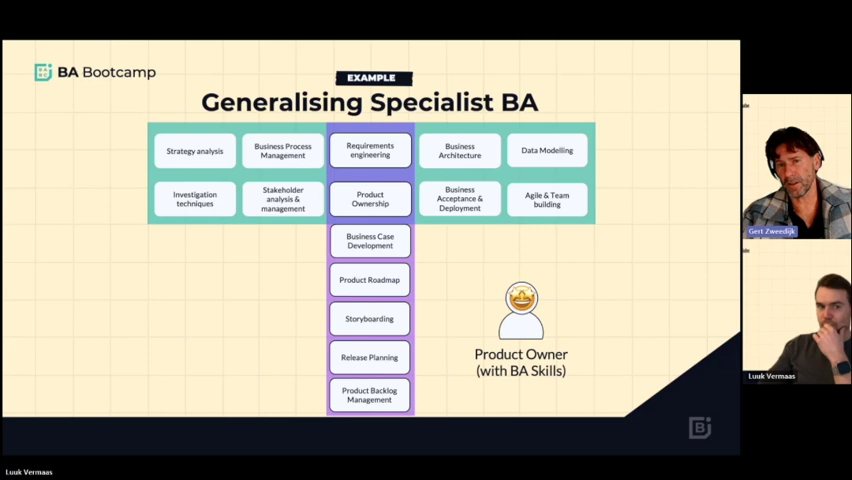 BA Bootcamp
EXAMPLE
Generalising Specialist BA
Strategy analysis
Business Process
Management
Requirements
engineering
Business
Architecture
Data Modelling
Investigation
techniques
Stakeholder
analysis &
management
Product
Ownership
Business
Acceptance &
Deployment
Agile & Team
building
Business Case
Development
Product Roadmap
Storyboarding
Release Planning
Product Backlog
Management
Product Owner
(with BA Skills)
Gert Zweedijk
Luuk Vermaas
Luuk Vermaas